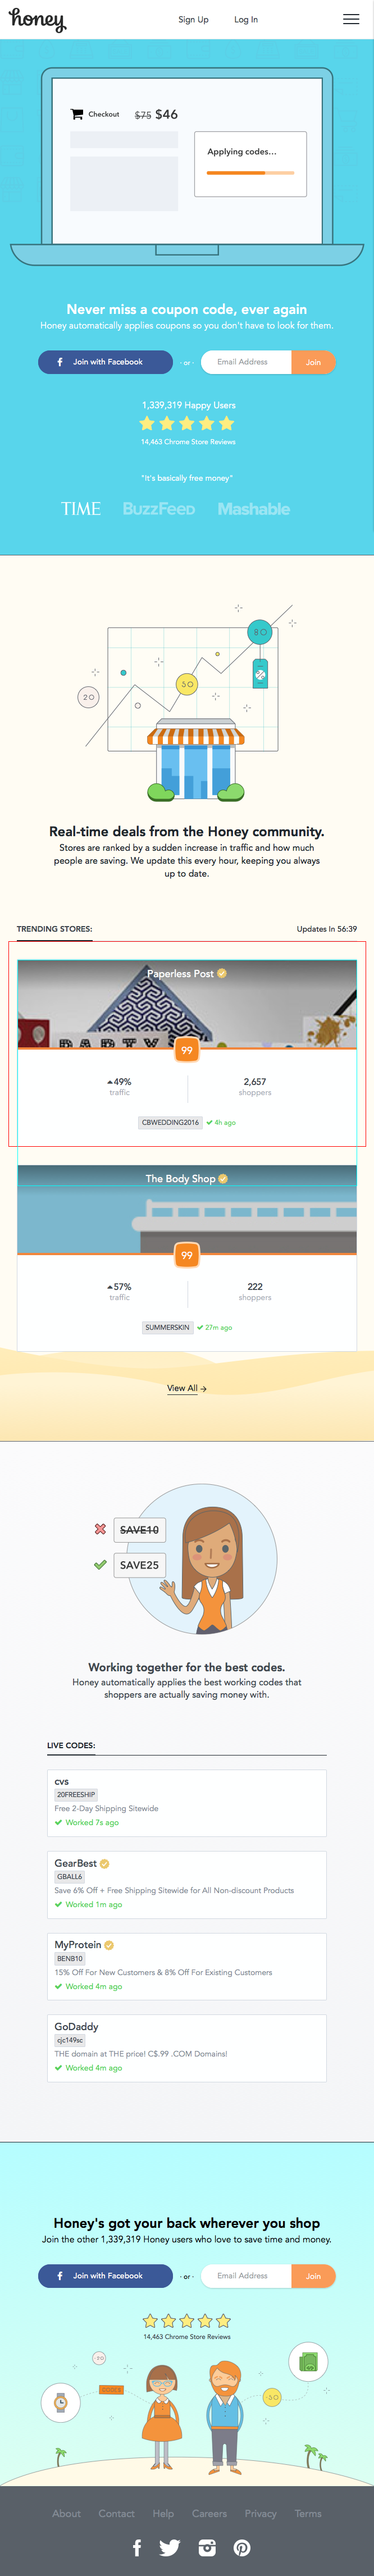 honey
Sign Up Log In
Checkout $75 $46
Applying codes...
Never miss a coupon code, ever again
Honey automatically applies coupons so you don't have to look for them.
Join with Facebook - or - Email Address Join
1,339,319 Happy Users
14,463 Chrome Store Reviews
"It's basically free money"
TIME BuzzFeed Mashable
80
50
20
Real-time deals from the Honey community.
Stores are ranked by a sudden increase in traffic and how much
people are saving. We update this every hour, keeping you always
up to date.
TRENDING STORES: Updates In 56:39
Paperless Post
PARTY
99
49% 2,657
traffic shoppers
CBWEDDING2016 4h ago
The Body Shop
99
57% 222
traffic shoppers
SUMMERSKIN 27m ago
View All
SAVE10
SAVE25
Working together for the best codes.
Honey automatically applies the best working codes that
shoppers are actually saving money with.
LIVE CODES:
CVS
20FREESHIP
Free 2-Day Shipping Sitewide
Worked 7s ago
GearBest
GBALL6
Save 6% Off + Free Shipping Sitewide for All Non-discount Products
Worked 1m ago
MyProtein
BENB10
15% Off For New Customers & 8% Off For Existing Customers
Worked 4m ago
GoDaddy
cjc149sc
THE domain at THE price! C$.99 .COM Domains!
Worked 4m ago
Honey's got your back wherever you shop
Join the other 1,339,319 Honey users who love to save time and money.
Join with Facebook - or - Email Address Join
14,463 Chrome Store Reviews
About Contact Help Careers Privacy Terms